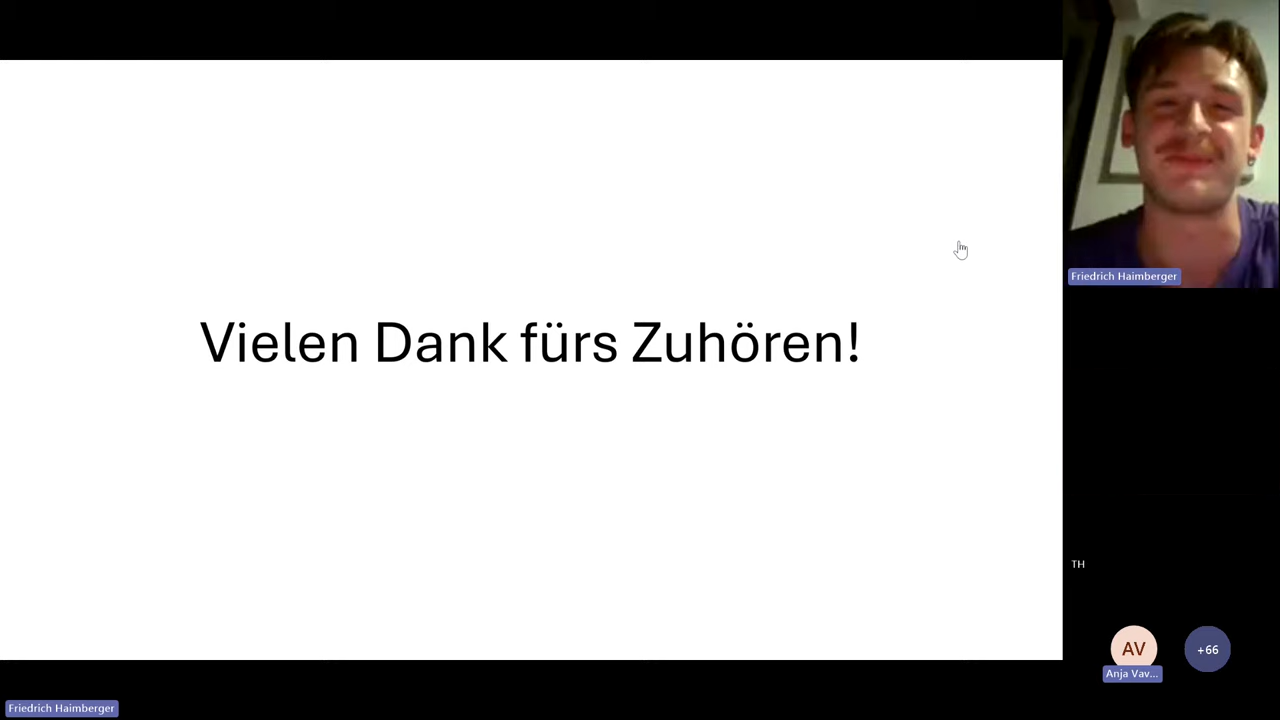 Vielen Dank fürs Zuhören!
Friedrich Haimberger
TH
AV
+66
Anja Vav...
Friedrich Haimberger